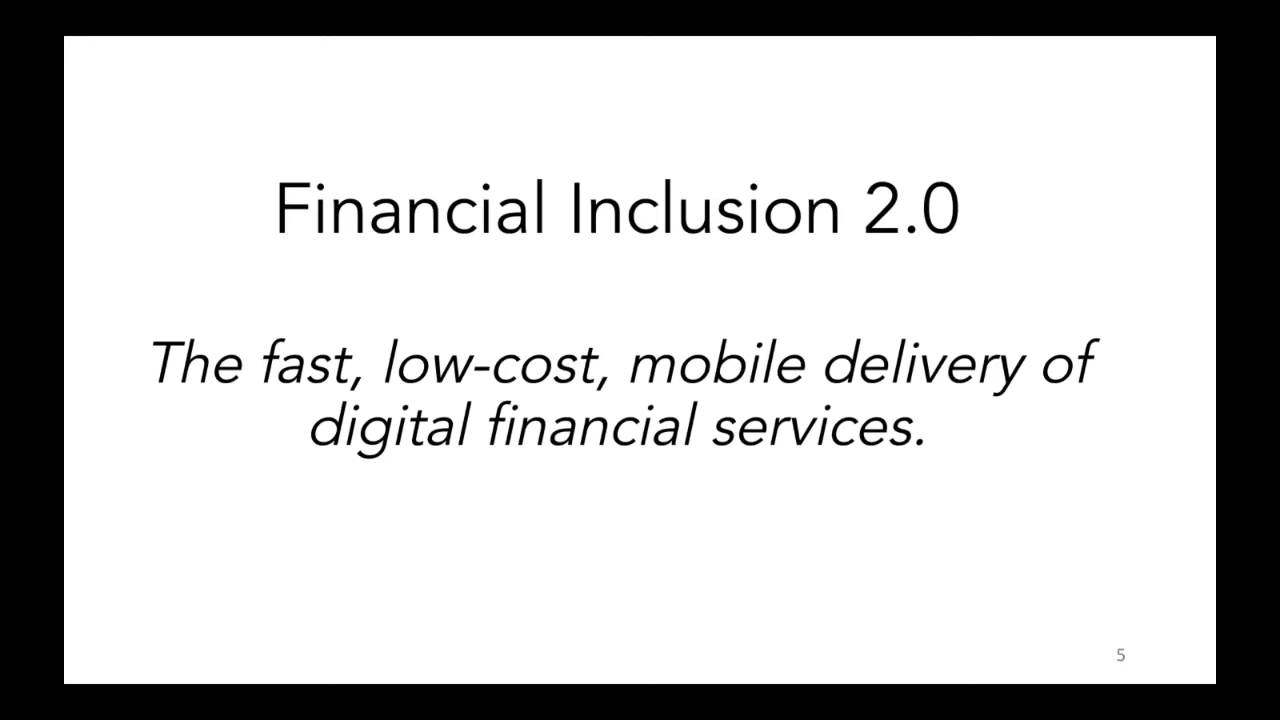 Financial Inclusion 2.0
The fast, low-cost, mobile delivery of
digital financial services.
5